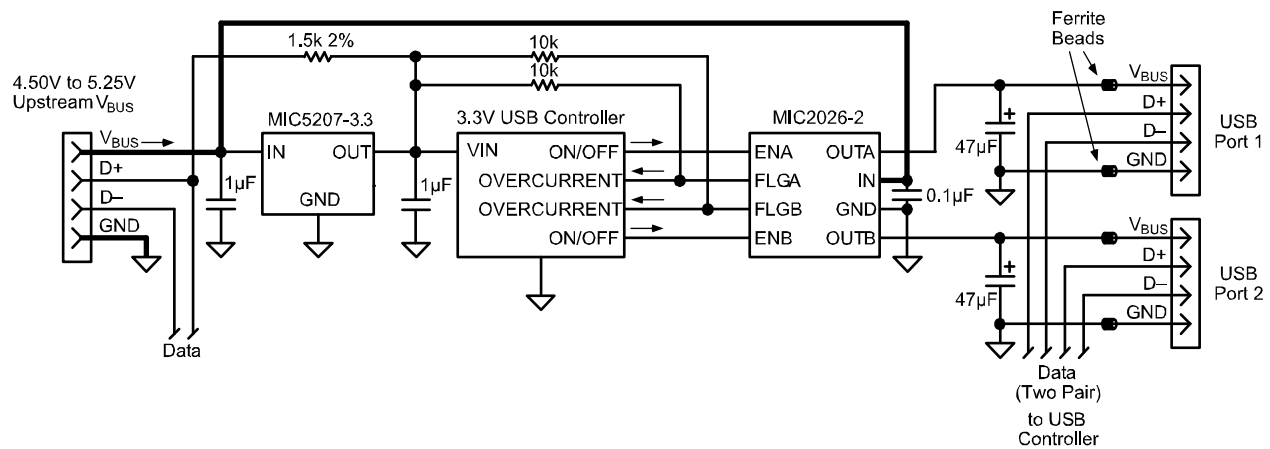 Ferrite
Beads
1.5k 2%
10k
10k
4.50V to 5.25V
Upstream VBUS
VBUS
D+
D–
GND
Data
MIC5207-3.3
IN
OUT
GND
1µF
1µF
3.3V USB Controller
VIN
ON/OFF
OVERCURRENT
OVERCURRENT
ON/OFF
MIC2026-2
ENA
OUTA
FLGA
IN
FLGB
GND
ENB
OUTB
0.1µF
+
47µF
VBUS
D+
D–
GND
USB
Port 1
+
47µF
VBUS
D+
D–
GND
USB
Port 2
Data
(Two Pair)
to USB
Controller